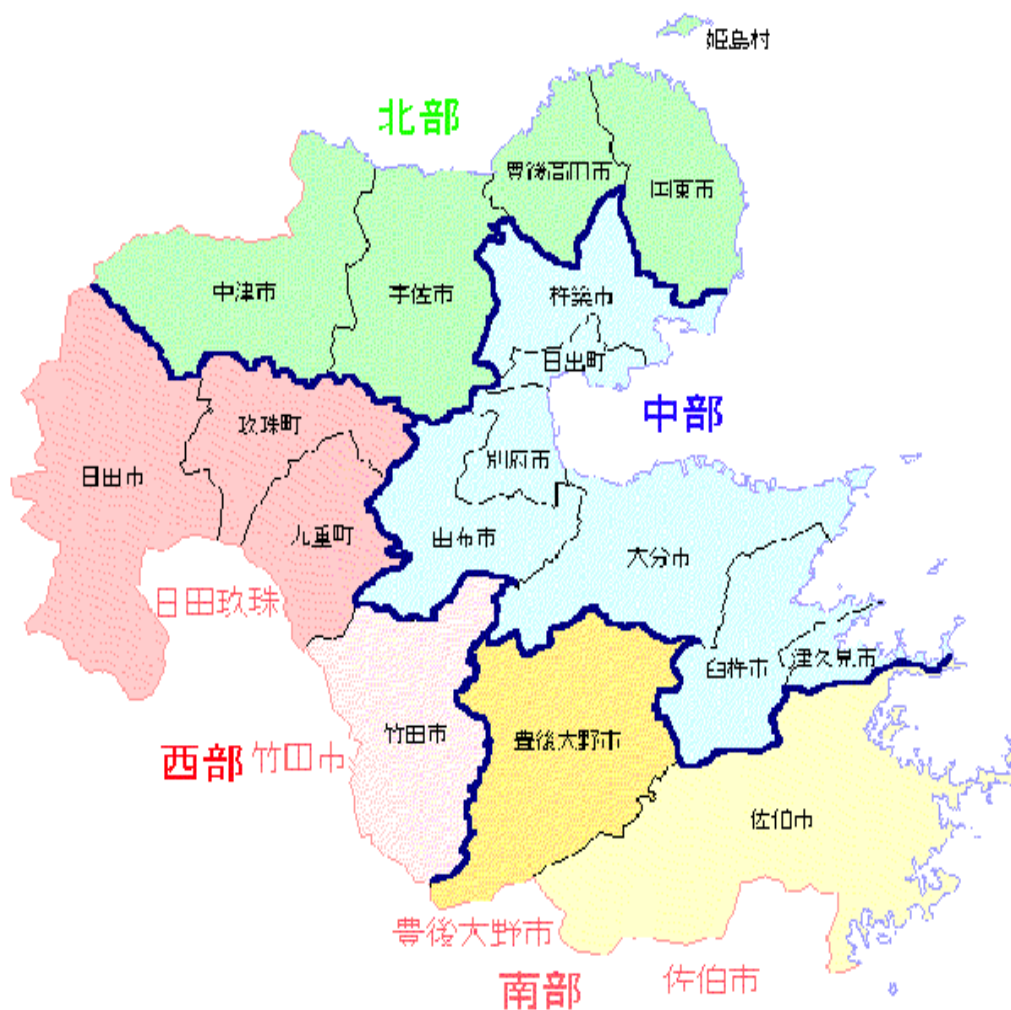 姫島村
北部
豊後高田市
国東市
中津市
宇佐市
杵築市
日出町
中部
玖珠町
日田市
別府市
九重町
由布市
大分市
日田玖珠
臼杵市
津久見市
竹田市
豊後大野市
西部
竹田市
佐伯市
豊後大野市
南部
佐伯市